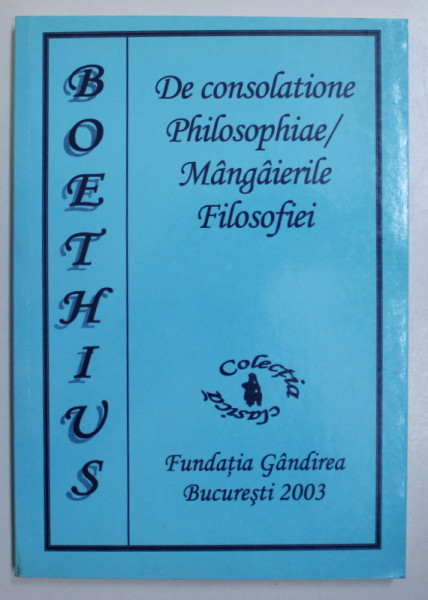 BOETHIUS
De consolatione
Philosophiae/
Mângâierile
Filosofiei
Colecția
clasică
Fundația Gândirea
București 2003